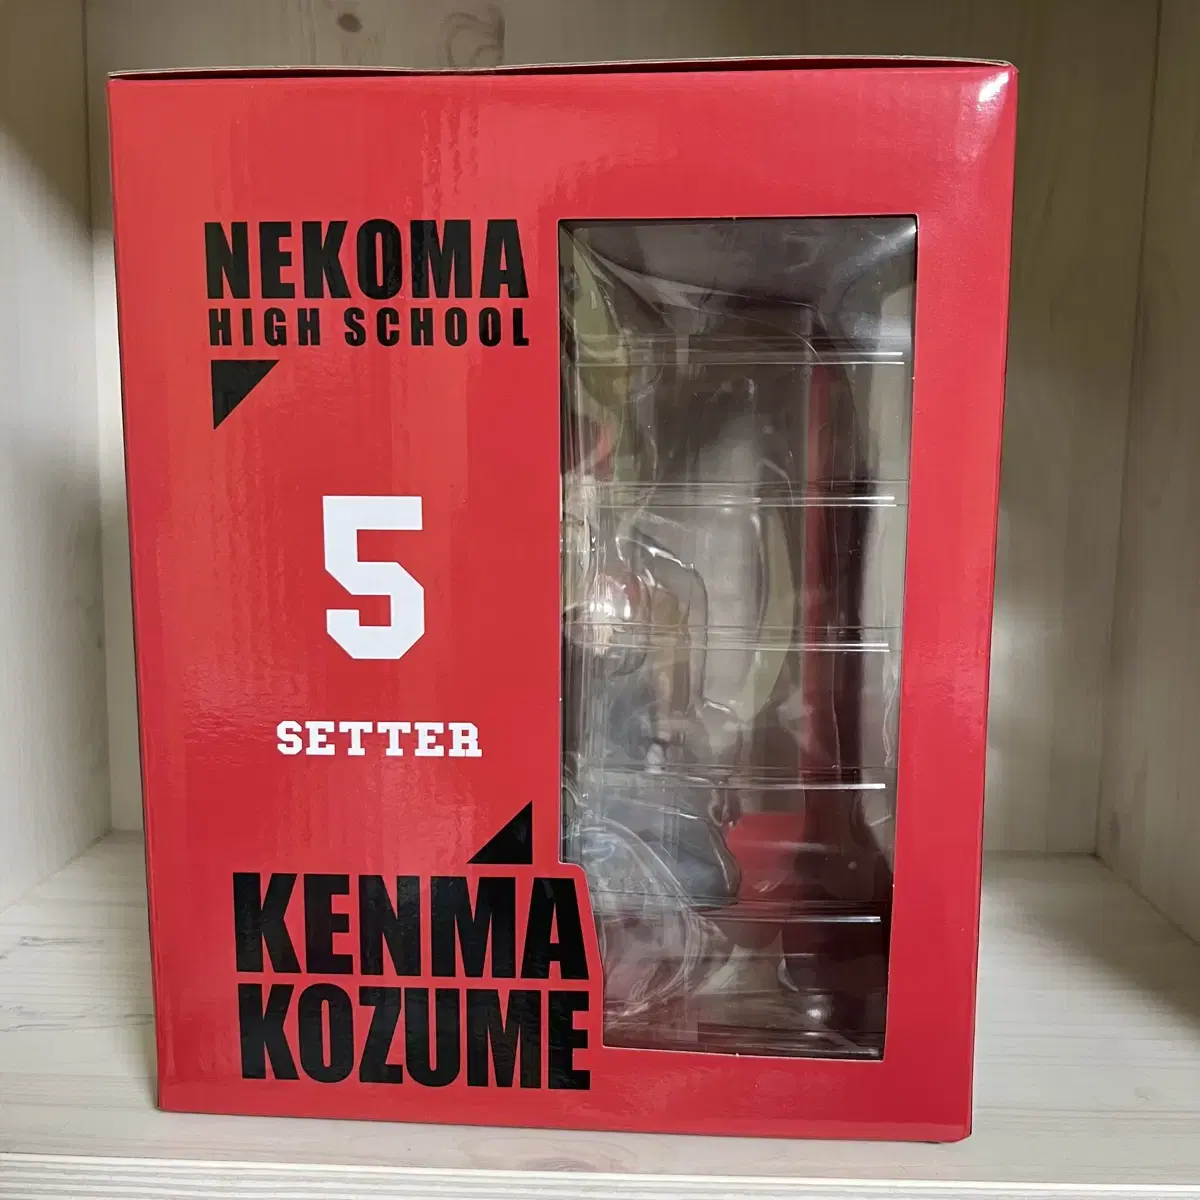 NEKOMA
HIGH SCHOOL
5
SETTER
KENMA
KOZUME